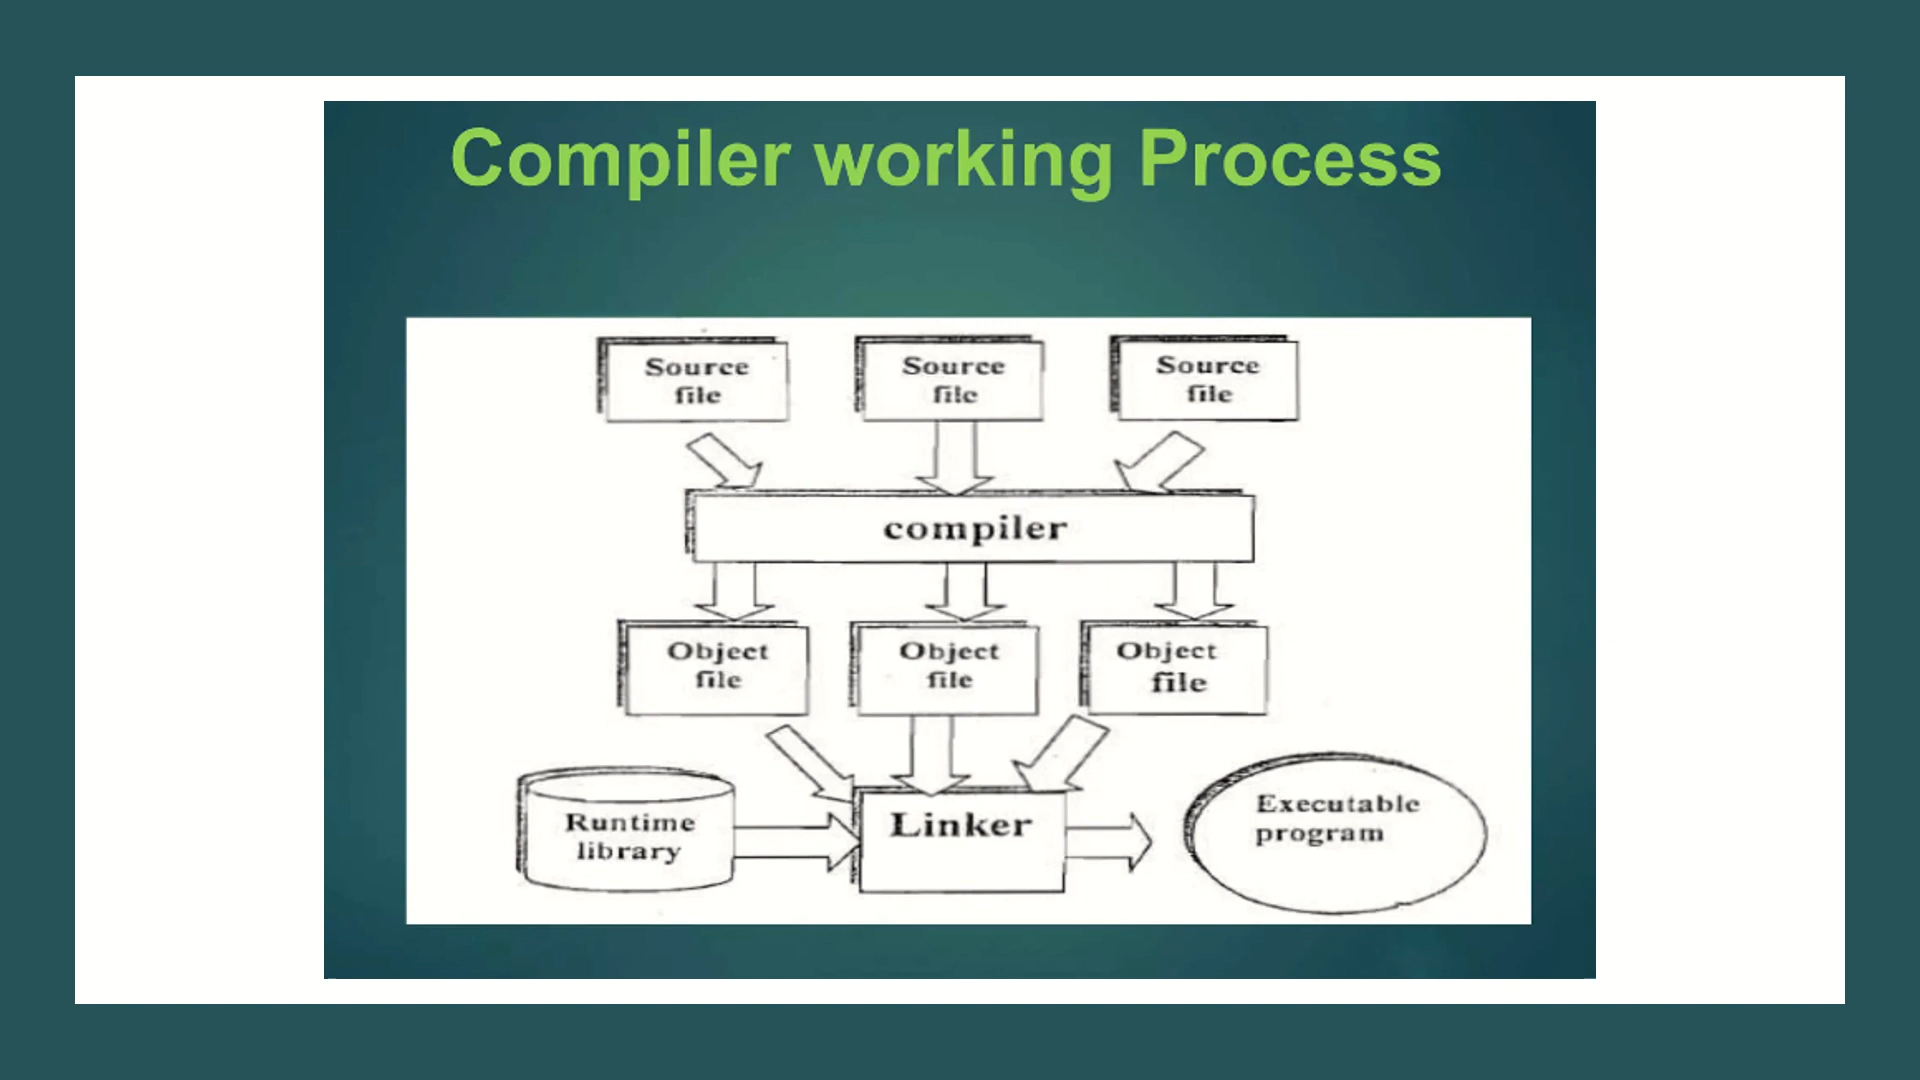 Compiler working Process
Source
file
Source
file
Source
file
compiler
Object
file
Object
file
Object
file
Runtime
library
Linker
Executable
program